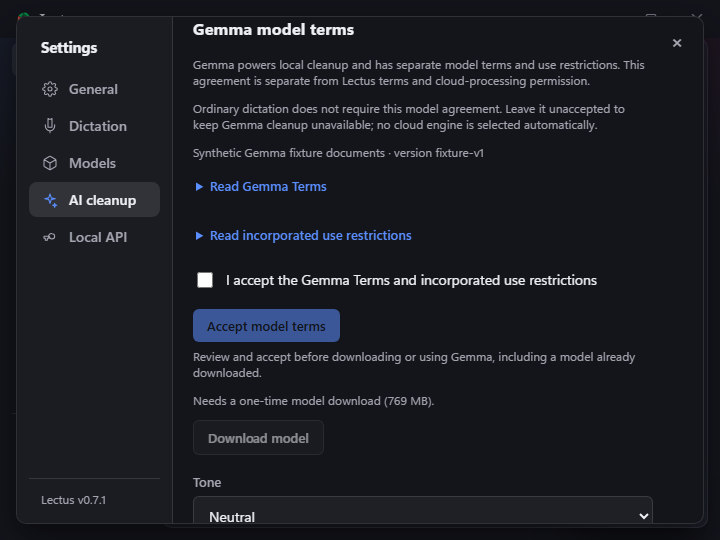 Settings
General
Dictation
Models
AI cleanup
Local API
Lectus v0.7.1
Gemma model terms
Gemma powers local cleanup and has separate model terms and use restrictions. This
agreement is separate from Lectus terms and cloud-processing permission.
Ordinary dictation does not require this model agreement. Leave it unaccepted to
keep Gemma cleanup unavailable; no cloud engine is selected automatically.
Synthetic Gemma fixture documents · version fixture-v1
Read Gemma Terms
Read incorporated use restrictions
I accept the Gemma Terms and incorporated use restrictions
Accept model terms
Review and accept before downloading or using Gemma, including a model already
downloaded.
Needs a one-time model download (769 MB).
Download model
Tone
Neutral